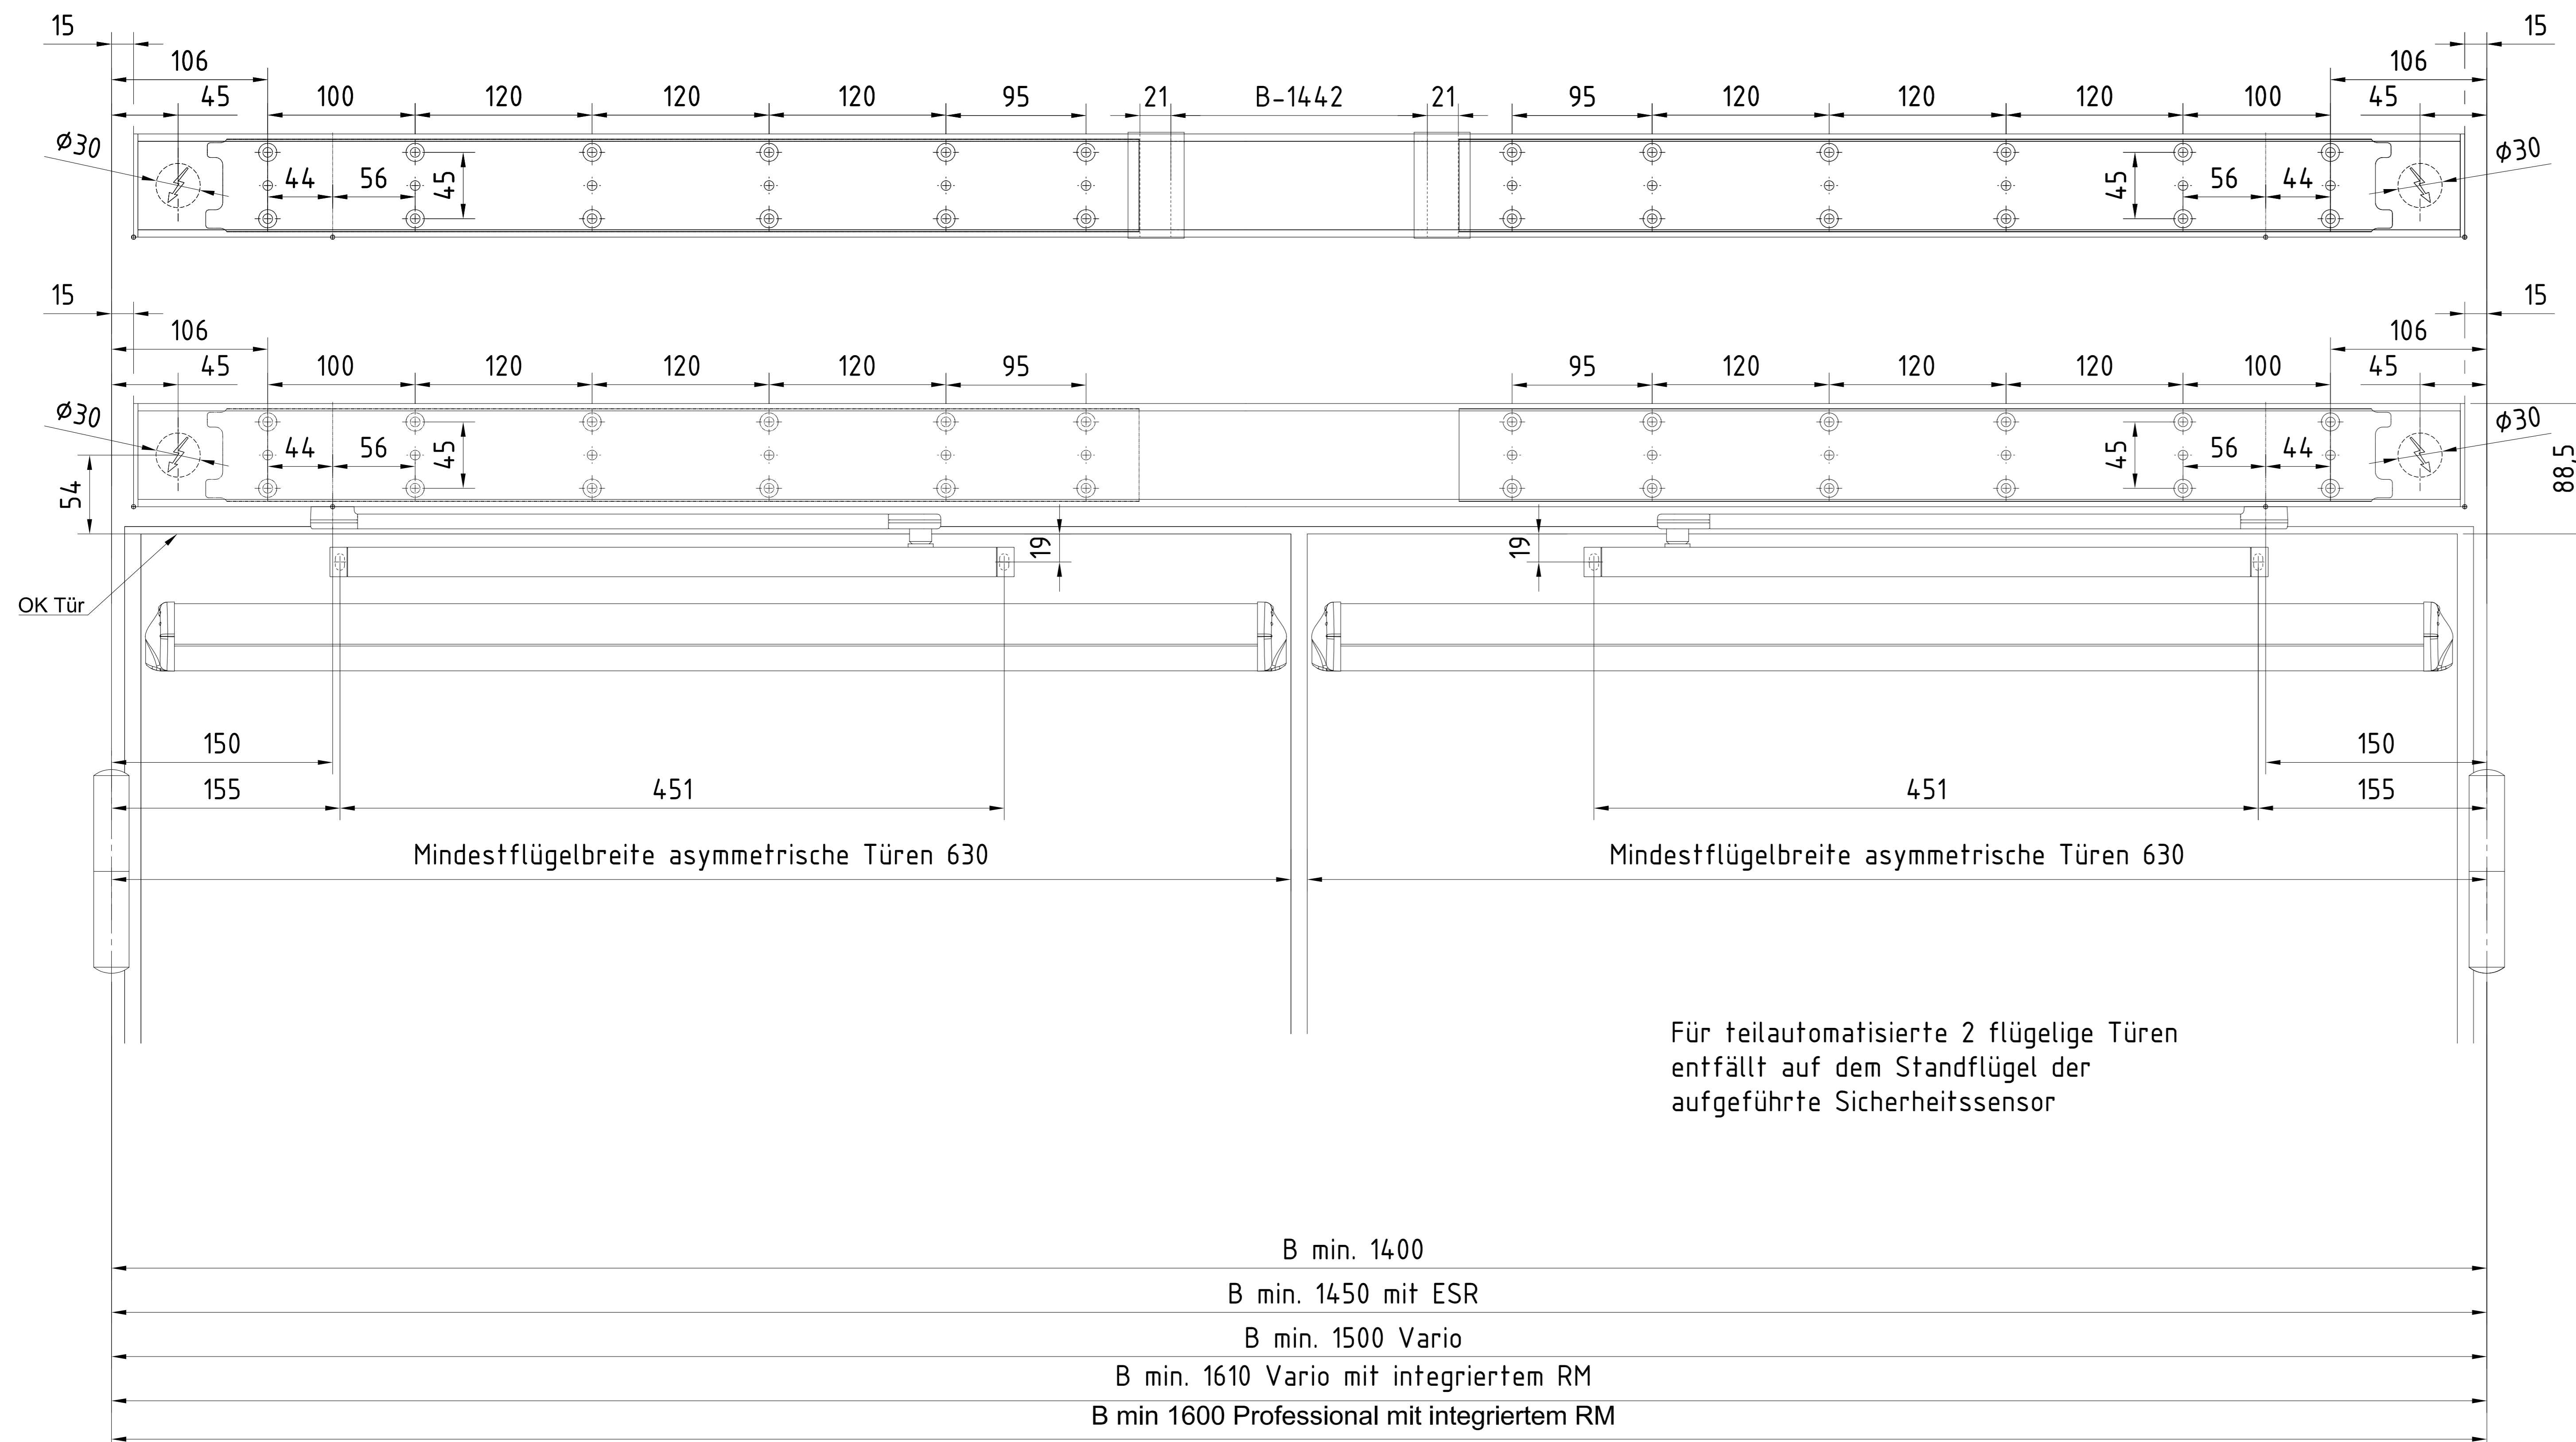 15 15
106 106
45 100 120 120 120 95 21 B-1442 21 95 120 120 120 100 45
⌀30 ⌀30
44 56 45 45 56 44
15 15
106 106
45 100 120 120 120 95 95 120 120 120 100 45
⌀30 ⌀30
44 56 45 45 56 44
54 88,5
19 19
OK Tür
150 150
155 451 451 155
Mindestflügelbreite asymmetrische Türen 630 Mindestflügelbreite asymmetrische Türen 630
Für teilautomatisierte 2 flügelige Türen
entfällt auf dem Standflügel der
aufgeführte Sicherheitssensor
B min. 1400
B min. 1450 mit ESR
B min. 1500 Vario
B min. 1610 Vario mit integriertem RM
B min 1600 Professional mit integriertem RM